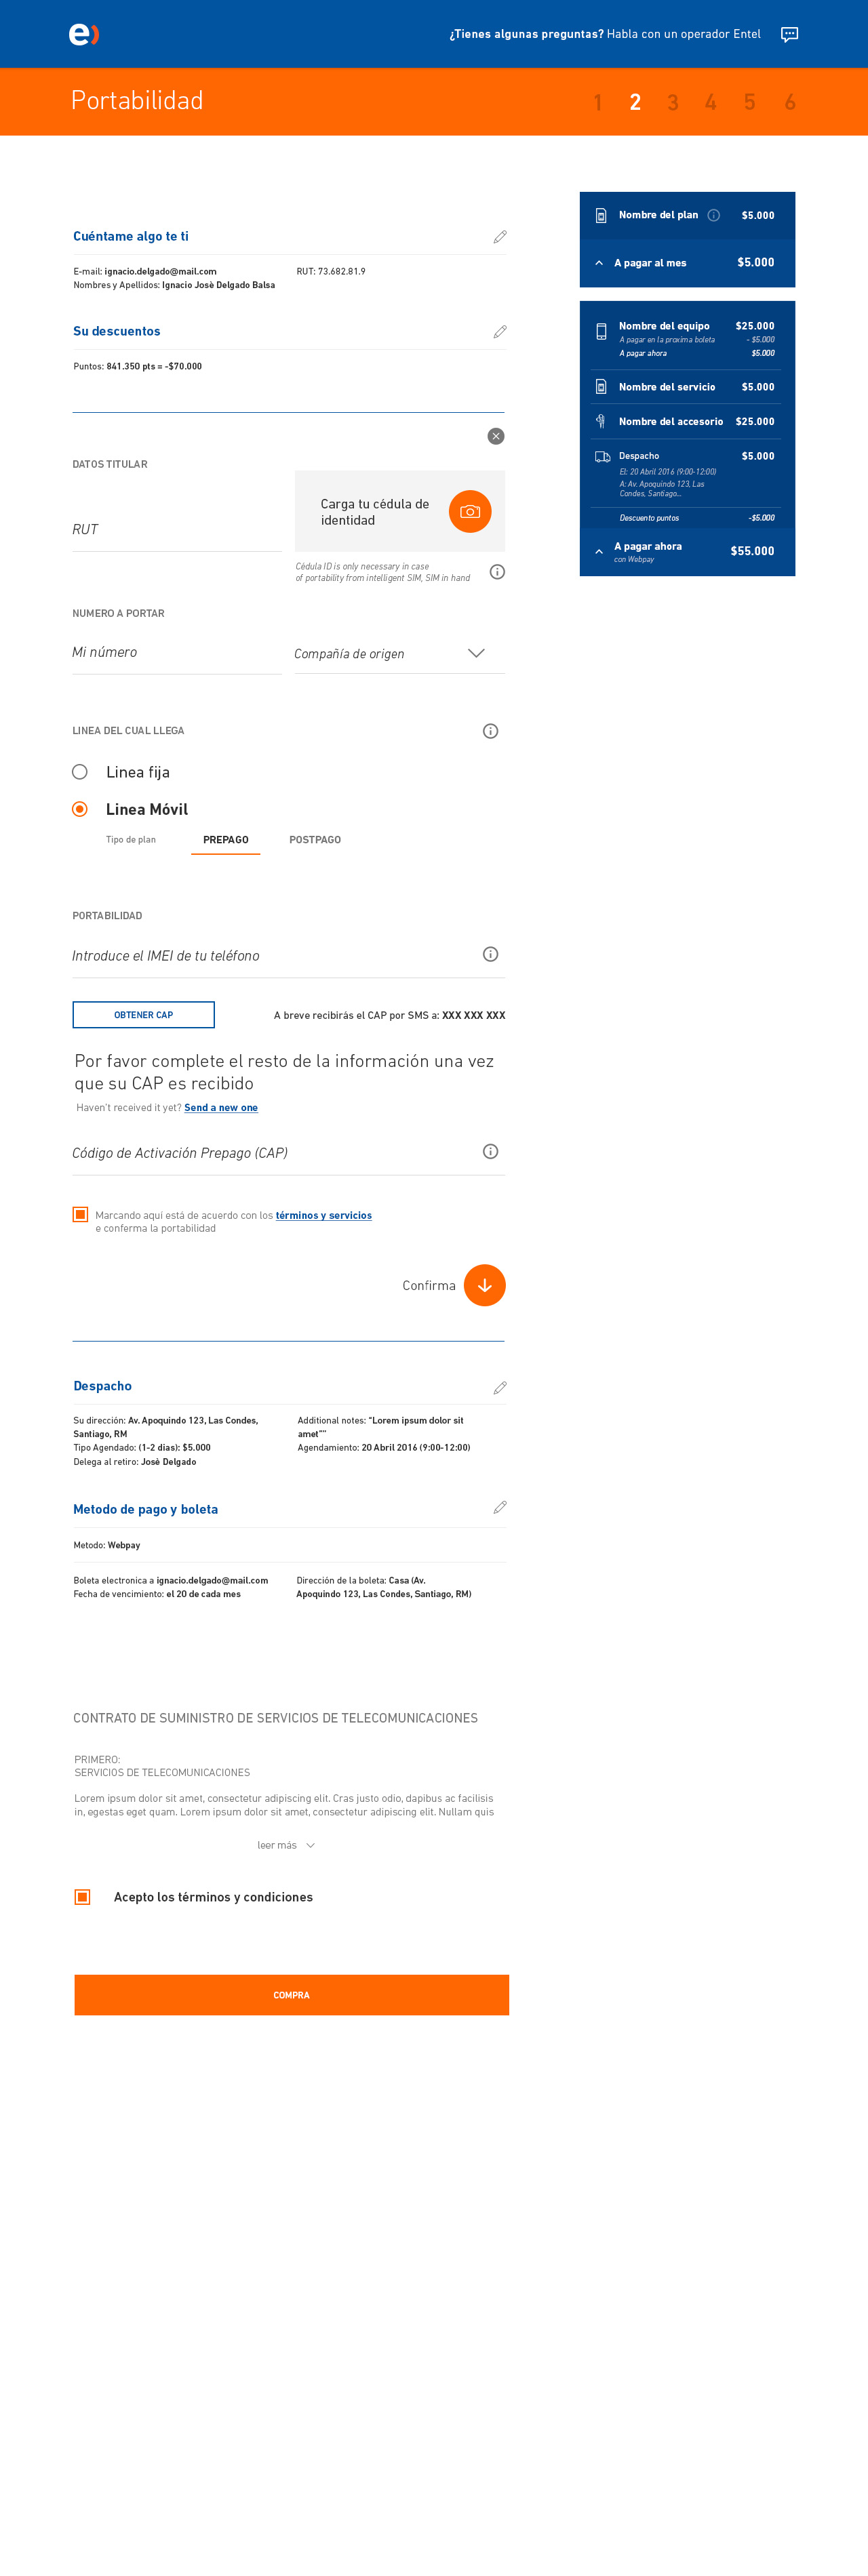 e
¿Tienes algunas preguntas? Habla con un operador Entel
Portabilidad
1 2 3 4 5 6
Cuéntame algo te ti
E-mail: ignacio.delgado@mail.com
RUT: 73.682.81.9
Nombres y Apellidos: Ignacio Josè Delgado Balsa
Su descuentos
Puntos: 841.350 pts = -$70.000
DATOS TITULAR
RUT
Carga tu cédula de
identidad
Cédula ID is only necessary in case
of portability from intelligent SIM, SIM in hand
NUMERO A PORTAR
Mi número
Compañía de origen
LINEA DEL CUAL LLEGA
Linea fija
Linea Móvil
Tipo de plan
PREPAGO
POSTPAGO
PORTABILIDAD
Introduce el IMEI de tu teléfono
OBTENER CAP
A breve recibirás el CAP por SMS a: XXX XXX XXX
Por favor complete el resto de la información una vez
que su CAP es recibido
Haven't received it yet? Send a new one
Código de Activación Prepago (CAP)
Marcando aquí está de acuerdo con los términos y servicios
e conferma la portabilidad
Confirma
Despacho
Su dirección: Av. Apoquindo 123, Las Condes,
Santiago, RM
Tipo Agendado: (1-2 dias): $5.000
Delega al retiro: Josè Delgado
Additional notes: "Lorem ipsum dolor sit
amet""
Agendamiento: 20 Abril 2016 (9:00-12:00)
Metodo de pago y boleta
Metodo: Webpay
Boleta electronica a ignacio.delgado@mail.com
Fecha de vencimiento: el 20 de cada mes
Dirección de la boleta: Casa (Av.
Apoquindo 123, Las Condes, Santiago, RM)
CONTRATO DE SUMINISTRO DE SERVICIOS DE TELECOMUNICACIONES
PRIMERO:
SERVICIOS DE TELECOMUNICACIONES
Lorem ipsum dolor sit amet, consectetur adipiscing elit. Cras justo odio, dapibus ac facilisis
in, egestas eget quam. Lorem ipsum dolor sit amet, consectetur adipiscing elit. Nullam quis
leer más
Acepto los términos y condiciones
COMPRA
Nombre del plan $5.000
A pagar al mes $5.000
Nombre del equipo $25.000
A pagar en la proxima boleta - $5.000
A pagar ahora $5.000
Nombre del servicio $5.000
Nombre del accesorio $25.000
Despacho $5.000
El: 20 Abril 2016 (9:00-12:00)
A: Av. Apoquindo 123, Las
Condes, Santiago...
Descuento puntos -$5.000
A pagar ahora $55.000
con Webpay